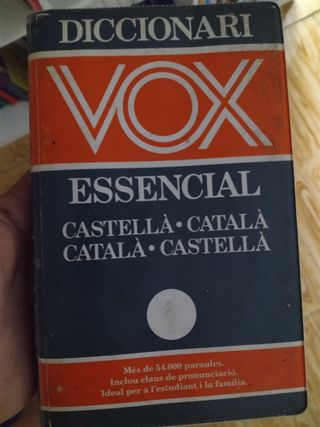 DICCIONARI
VOX
ESSENCIAL
CASTELLÀ • CATALÀ
CATALÀ • CASTELLÀ
Més de 54.000 paraules.
Inclou claus de pronunciació.
Ideal per a l'estudiant i la família.